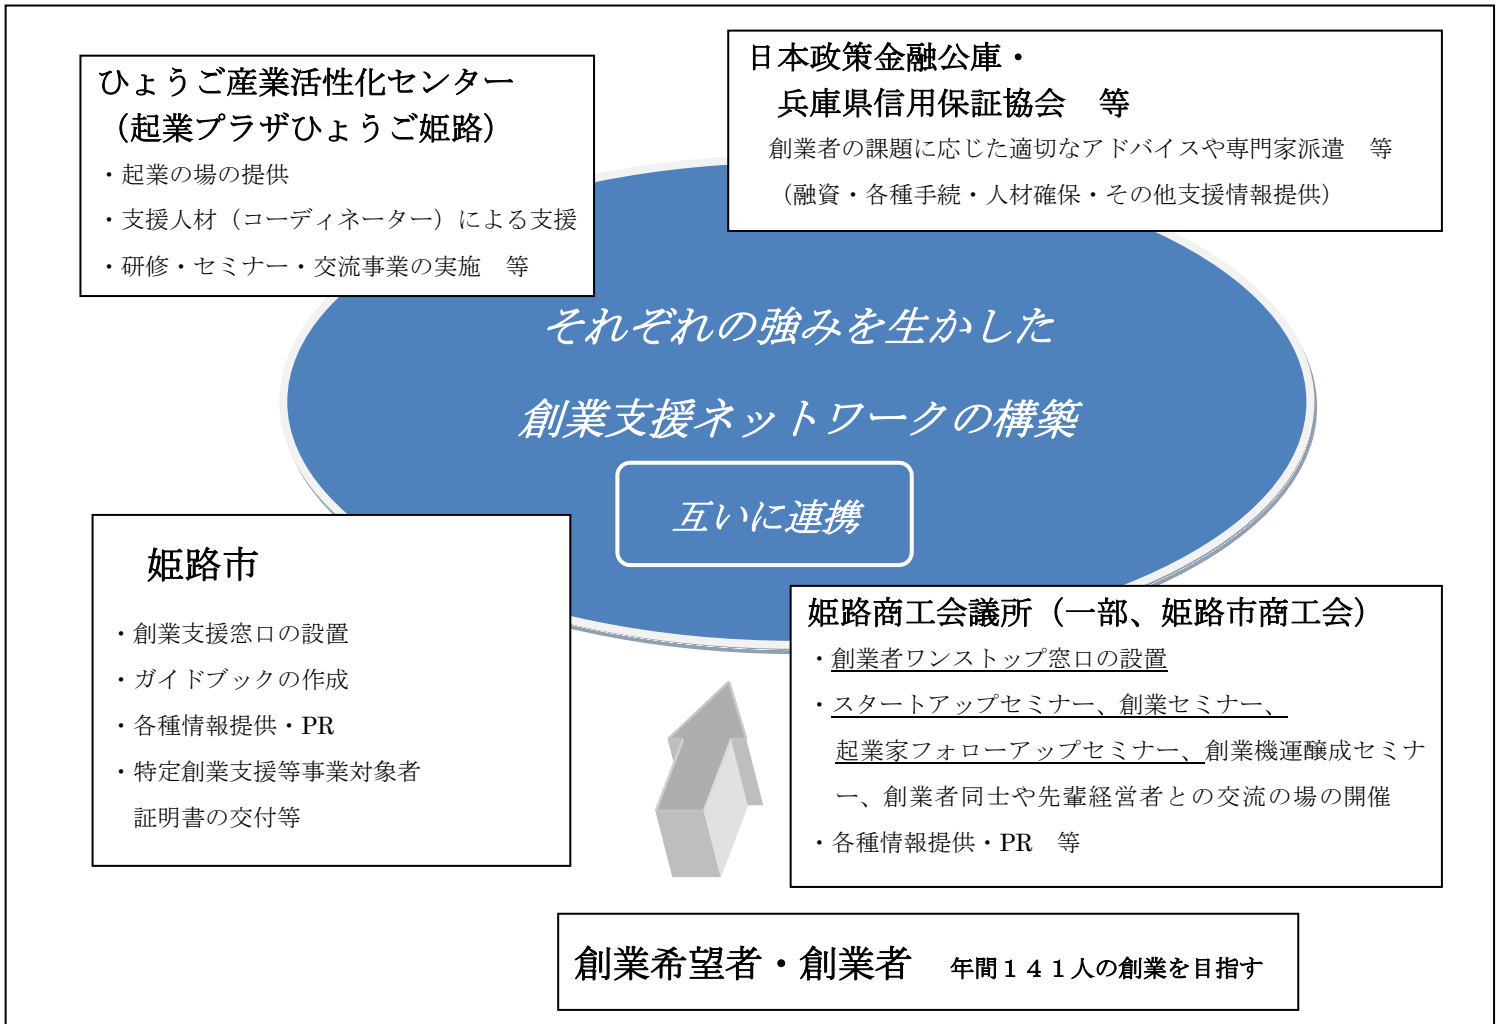 ひょうご産業活性化センター
（起業プラザひょうご姫路）
・起業の場の提供
・支援人材（コーディネーター）による支援
・研修・セミナー・交流事業の実施　等
日本政策金融公庫・
兵庫県信用保証協会　等
創業者の課題に応じた適切なアドバイスや専門家派遣　等
（融資・各種手続・人材確保・その他支援情報提供）
それぞれの強みを生かした
創業支援ネットワークの構築
互いに連携
姫路市
・創業支援窓口の設置
・ガイドブックの作成
・各種情報提供・PR
・特定創業支援等事業対象者
証明書の交付等
姫路商工会議所（一部、姫路市商工会）
・創業者ワンストップ窓口の設置
・スタートアップセミナー、創業セミナー、
起業家フォローアップセミナー、創業機運醸成セミナ
ー、創業者同士や先輩経営者との交流の場の開催
・各種情報提供・PR　等
創業希望者・創業者　年間１４１人の創業を目指す